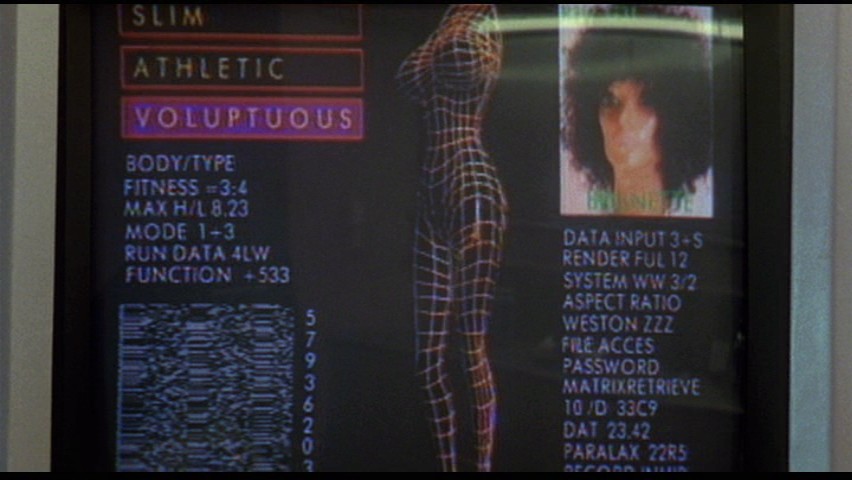 SLIM
ATHLETIC
VOLUPTUOUS
BODY/TYPE
FITNESS =3:4
MAX H/L 8.23
MODE 1+3
RUN DATA 4LW
FUNCTION +533
5
7
9
3
6
2
0
3
BRUNETTE
DATA INPUT 3+S
RENDER FUL 12
SYSTEM WW 3/2
ASPECT RATIO
WESTON ZZZ
FILE ACCES
PASSWORD
MATRIXRETRIEVE
10 /D 33C9
DAT 23.42
PARALAX 22R5